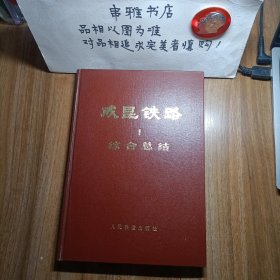 串雅书店
品相以图为准
对品相追求完美者慎购!
成昆铁路
1
综合总结
人民铁道出版社